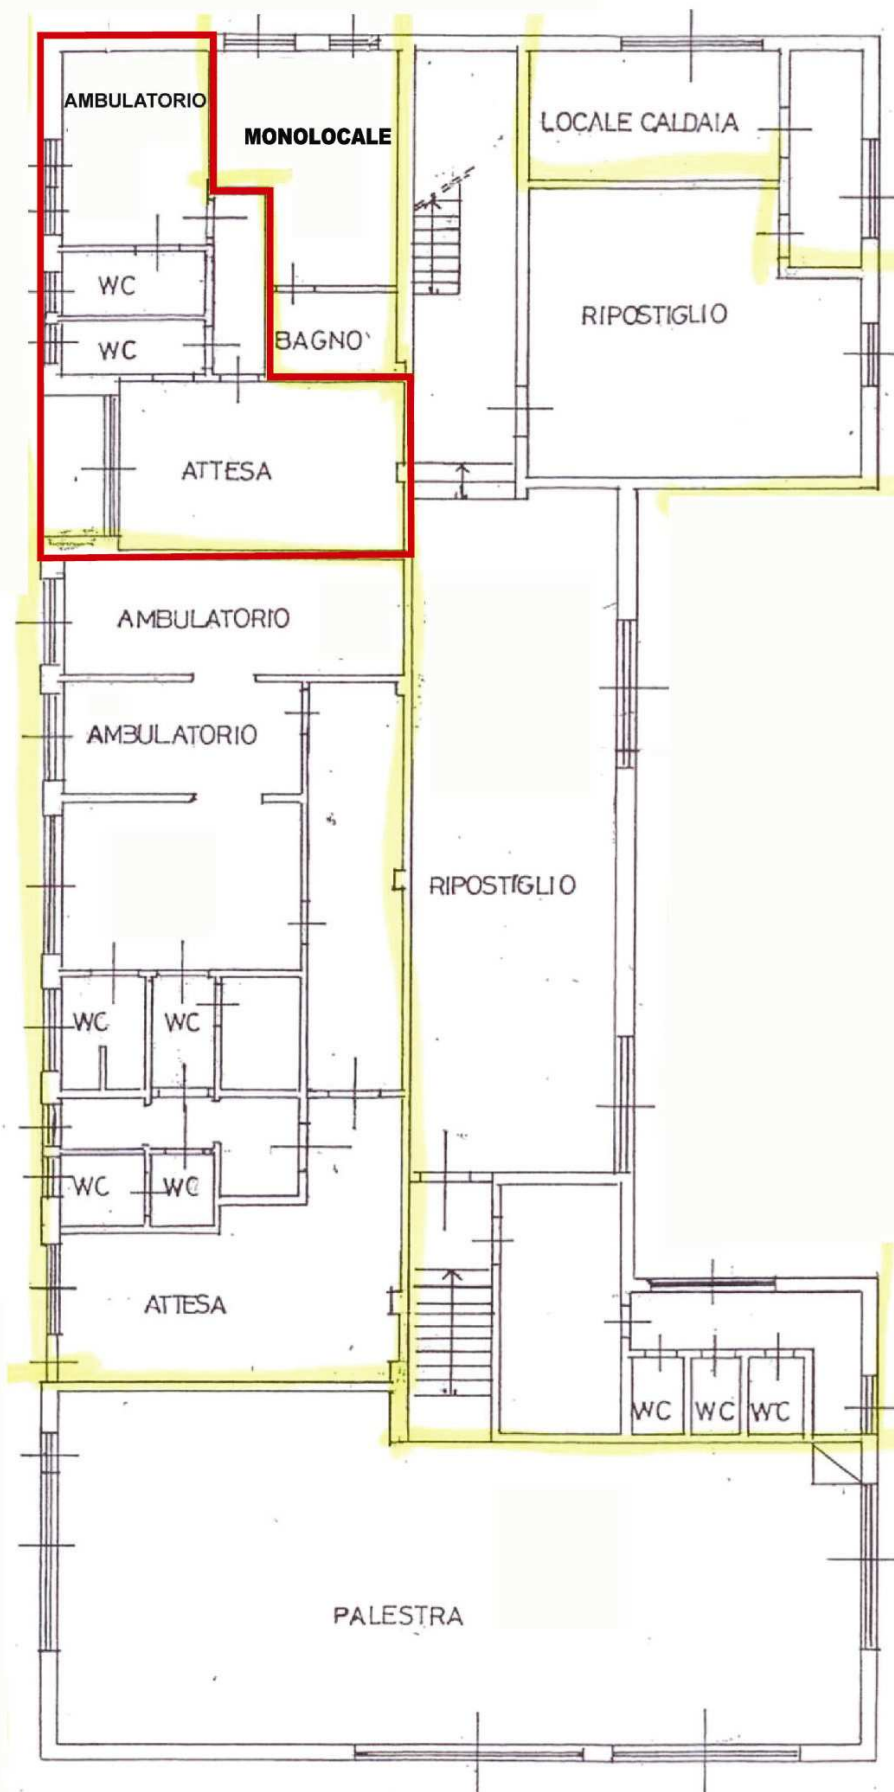 AMBULATORIO
MONOLOCALE
LOCALE CALDAIA
WC
WC
BAGNO
RIPOSTIGLIO
ATTESA
AMBULATORIO
AMBULATORIO
RIPOSTIGLIO
WC
WC
WC
WC
ATTESA
WC
WC
WC
PALESTRA